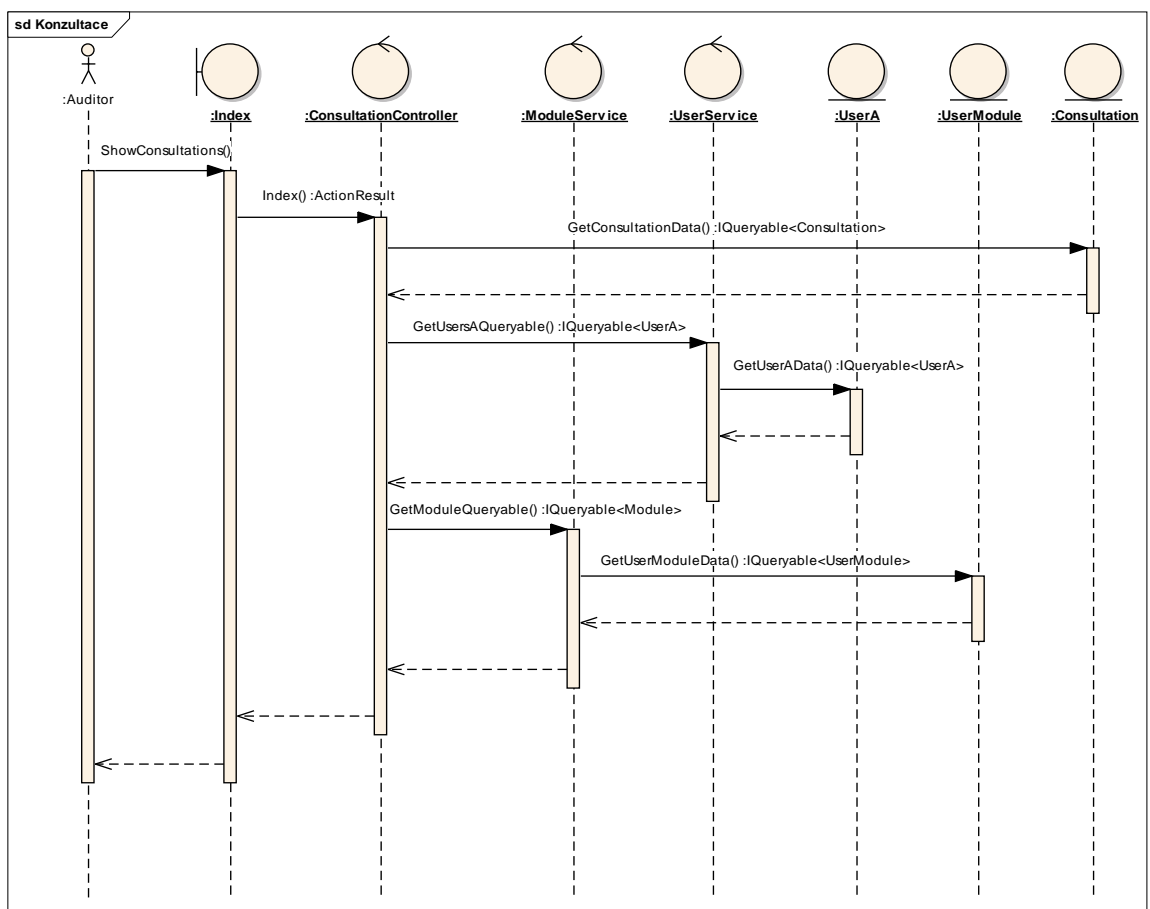 sd Konzultace
:Auditor
:Index
:ConsultationController
:ModuleService
:UserService
:UserA
:UserModule
:Consultation
ShowConsultations()
Index() :ActionResult
GetConsultationData() :IQueryable<Consultation>
GetUsersAQueryable() :IQueryable<UserA>
GetUserAData() :IQueryable<UserA>
GetModuleQueryable() :IQueryable<Module>
GetUserModuleData() :IQueryable<UserModule>